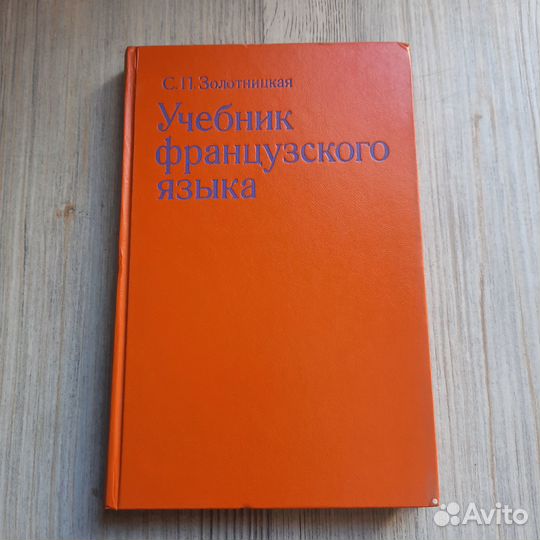 С. П. Золотницкая
Учебник
французского
языка
Avito